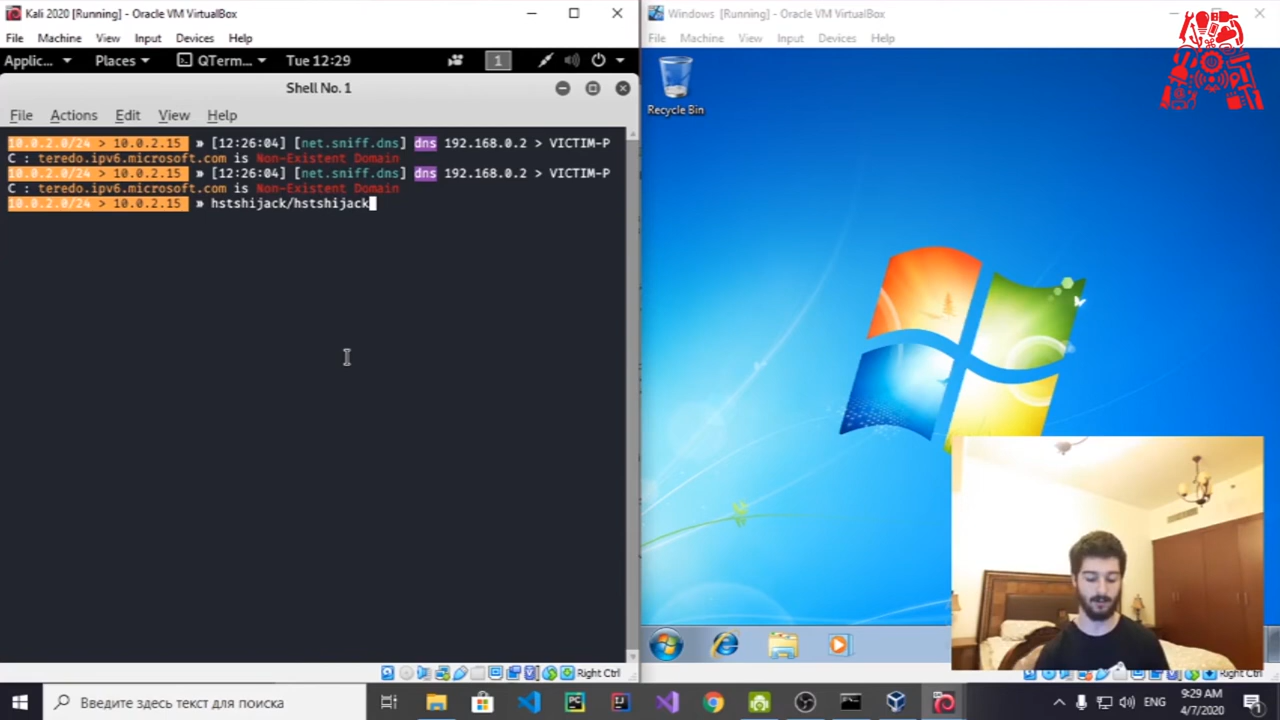 Kali 2020 [Running] - Oracle VM VirtualBox
File Machine View Input Devices Help
Applic... Places QTerm... Tue 12:29 1
Shell No. 1
File Actions Edit View Help
10.0.2.0/24 > 10.0.2.15 » [12:26:04] [net.sniff.dns] dns 192.168.0.2 > VICTIM-P
C : teredo.ipv6.microsoft.com is Non-Existent Domain
10.0.2.0/24 > 10.0.2.15 » [12:26:04] [net.sniff.dns] dns 192.168.0.2 > VICTIM-P
C : teredo.ipv6.microsoft.com is Non-Existent Domain
10.0.2.0/24 > 10.0.2.15 » hstshijack/hstshijack
Right Ctrl
Windows [Running] - Oracle VM VirtualBox
File Machine View Input Devices Help
Recycle Bin
Right Ctrl
Введите здесь текст для поиска
ENG
9:29 AM
4/7/2020
1